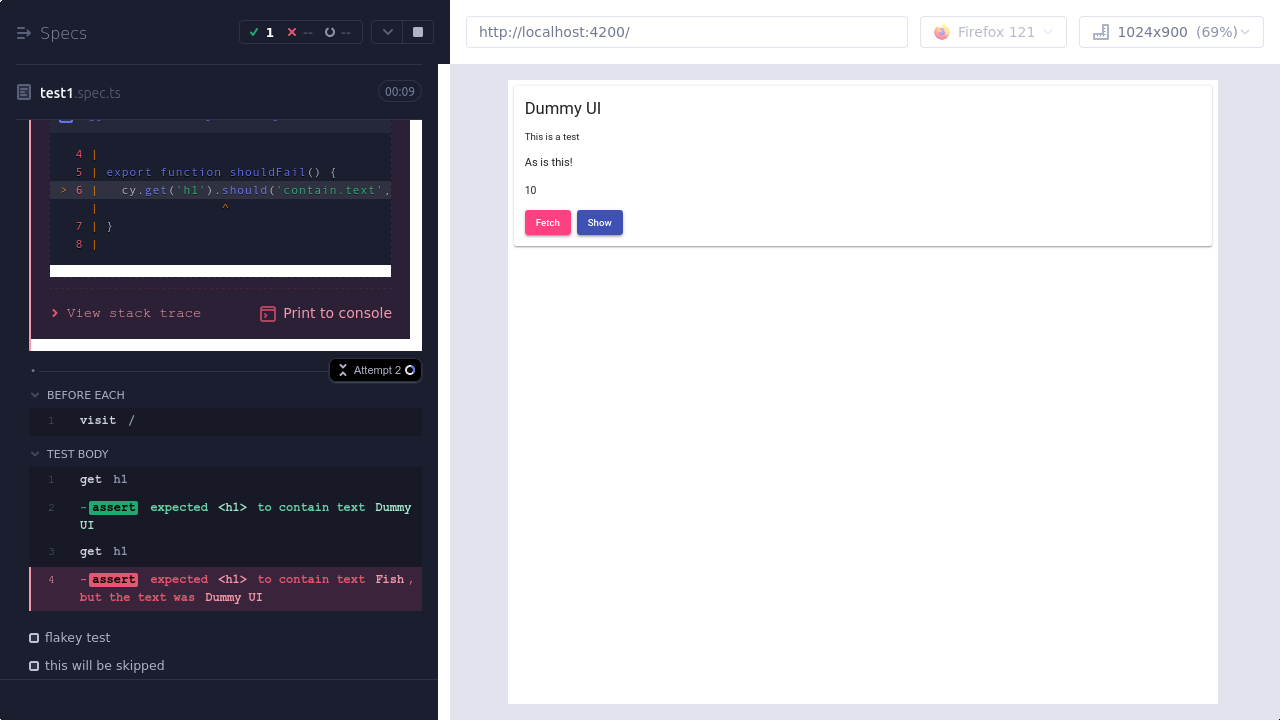 Specs
1
--
--
http://localhost:4200/
Firefox 121
1024x900 (69%)
test1.spec.ts
00:09
4 |
5 | export function shouldFail() {
> 6 | cy.get('h1').should('contain.text',
| ^
7 | }
8 |
View stack trace
Print to console
Attempt 2
BEFORE EACH
1 visit /
TEST BODY
1 get h1
2 -assert expected <h1> to contain text Dummy
UI
3 get h1
4 -assert expected <h1> to contain text Fish,
but the text was Dummy UI
flakey test
this will be skipped
Dummy UI
This is a test
As is this!
10
Fetch
Show